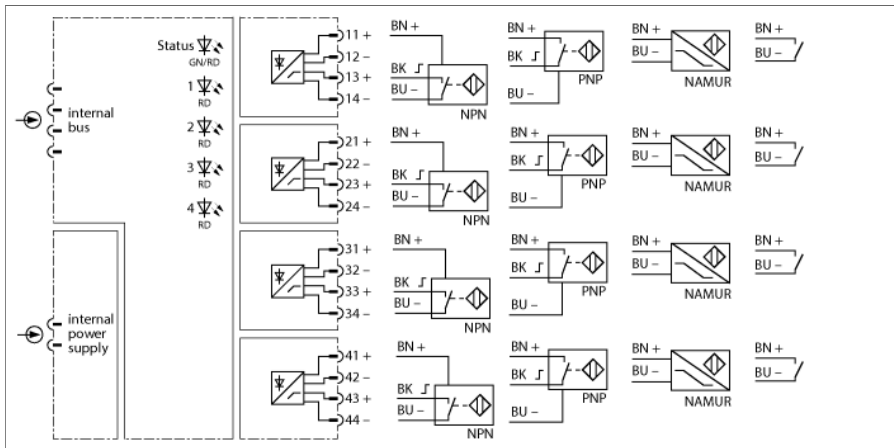 Status
GN/RD
1
RD
2
RD
3
RD
4
RD
internal
bus
internal
power
supply
11 +
12 –
13 +
14 –
BN +
BK
BU –
NPN
BN +
BK
BU –
PNP
BN +
BU –
NAMUR
BN +
BU –
21 +
22 –
23 +
24 –
BN +
BK
BU –
NPN
BN +
BK
BU –
PNP
BN +
BU –
NAMUR
BN +
BU –
31 +
32 –
33 +
34 –
BN +
BK
BU –
NPN
BN +
BK
BU –
PNP
BN +
BU –
NAMUR
BN +
BU –
41 +
42 –
43 +
44 –
BN +
BK
BU –
NPN
BN +
BK
BU –
PNP
BN +
BU –
NAMUR
BN +
BU –